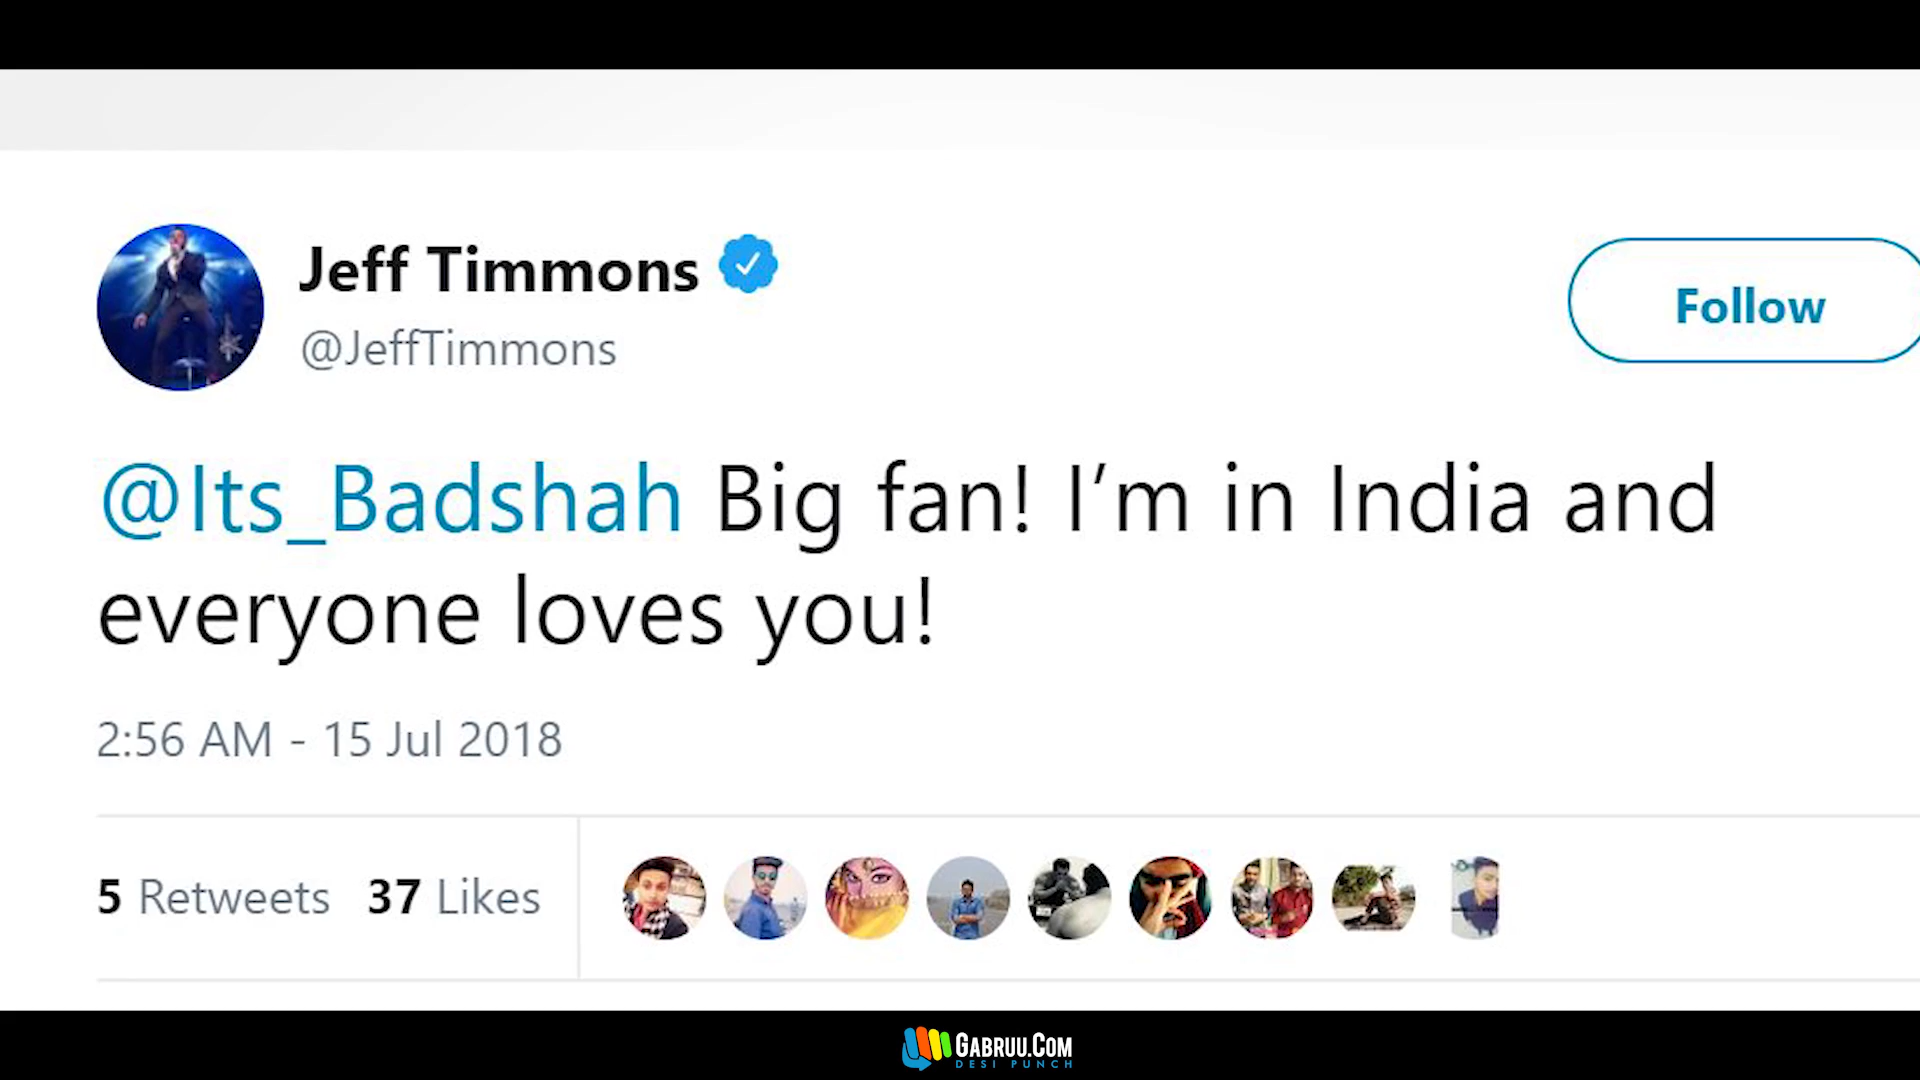 Jeff Timmons
@JeffTimmons
Follow
@Its_Badshah Big fan! I’m in India and
everyone loves you!
2:56 AM - 15 Jul 2018
5 Retweets 37 Likes
GABRUU.COM
DESI PUNCH